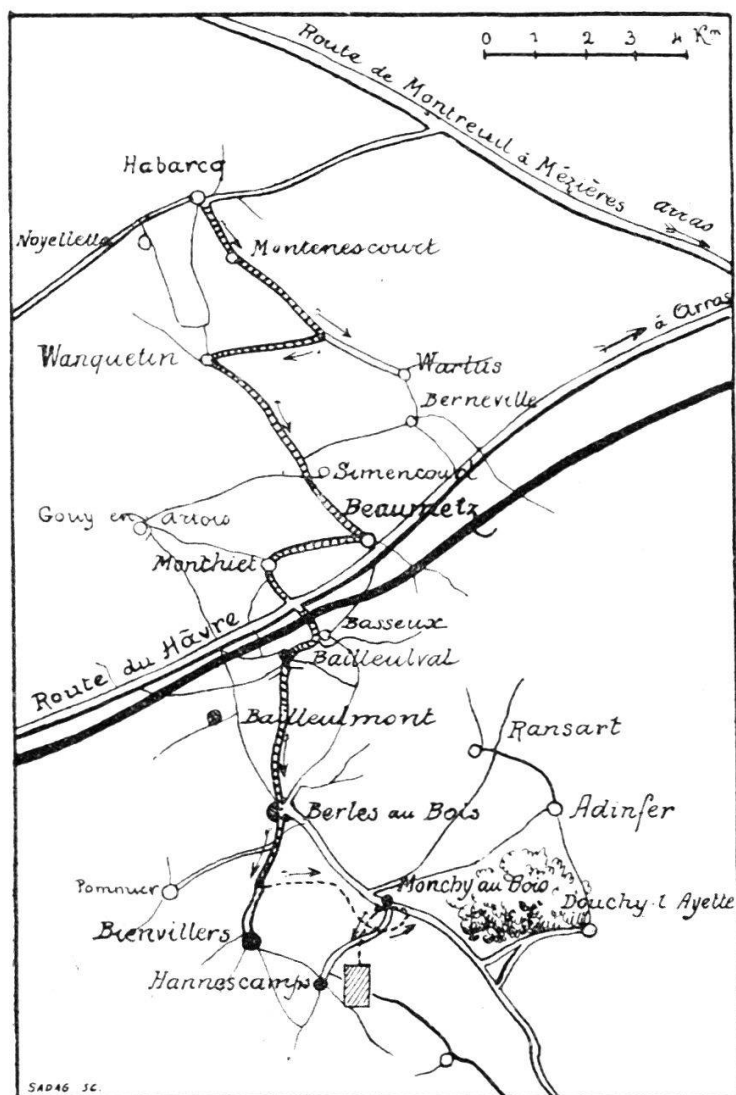 0 1 2 3 4 Km
Route de Montreuil à Mézières
Arras
Habarcq
Noyellette
Montenescourt
à Arras
Wanquetin
Wartus
Berneville
Simencourt
Beaumetz
Gouy en Artois
Monthiet
Basseux
Route du Hâvre
Bailleulval
Bailleulmont
Ransart
Berles au Bois
Adinfer
Pommier
Monchy au Bois
Douchy l Ayette
Bienvillers
Hannescamps
SADAG SC.